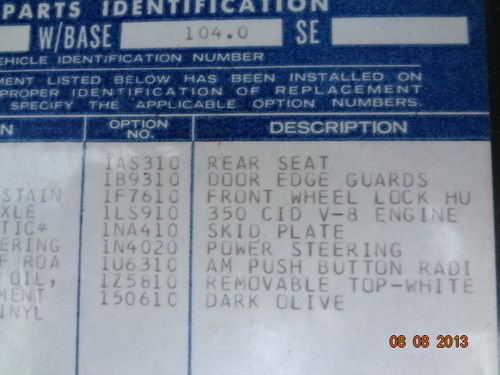 PARTS IDENTIFICATION
W/BASE 104.0 SE
VEHICLE IDENTIFICATION NUMBER
MENT LISTED BELOW HAS BEEN INSTALLED ON
PROPER IDENTIFICATION OF REPLACEMENT
SPECIFY THE APPLICABLE OPTION NUMBERS.
N OPTION NO. DESCRIPTION
1AS310 REAR SEAT
1B9310 DOOR EDGE GUARDS
STAIN 1F7610 FRONT WHEEL LOCK HU
XLE 1LS910 350 CID V-8 ENGINE
TIC* 1NA410 SKID PLATE
ERING 1N4020 POWER STEERING
F ROA 1U6310 AM PUSH BUTTON RADI
OIL, 1Z5810 REMOVABLE TOP-WHITE
MENT 150610 DARK OLIVE
INYL
08 08 2013